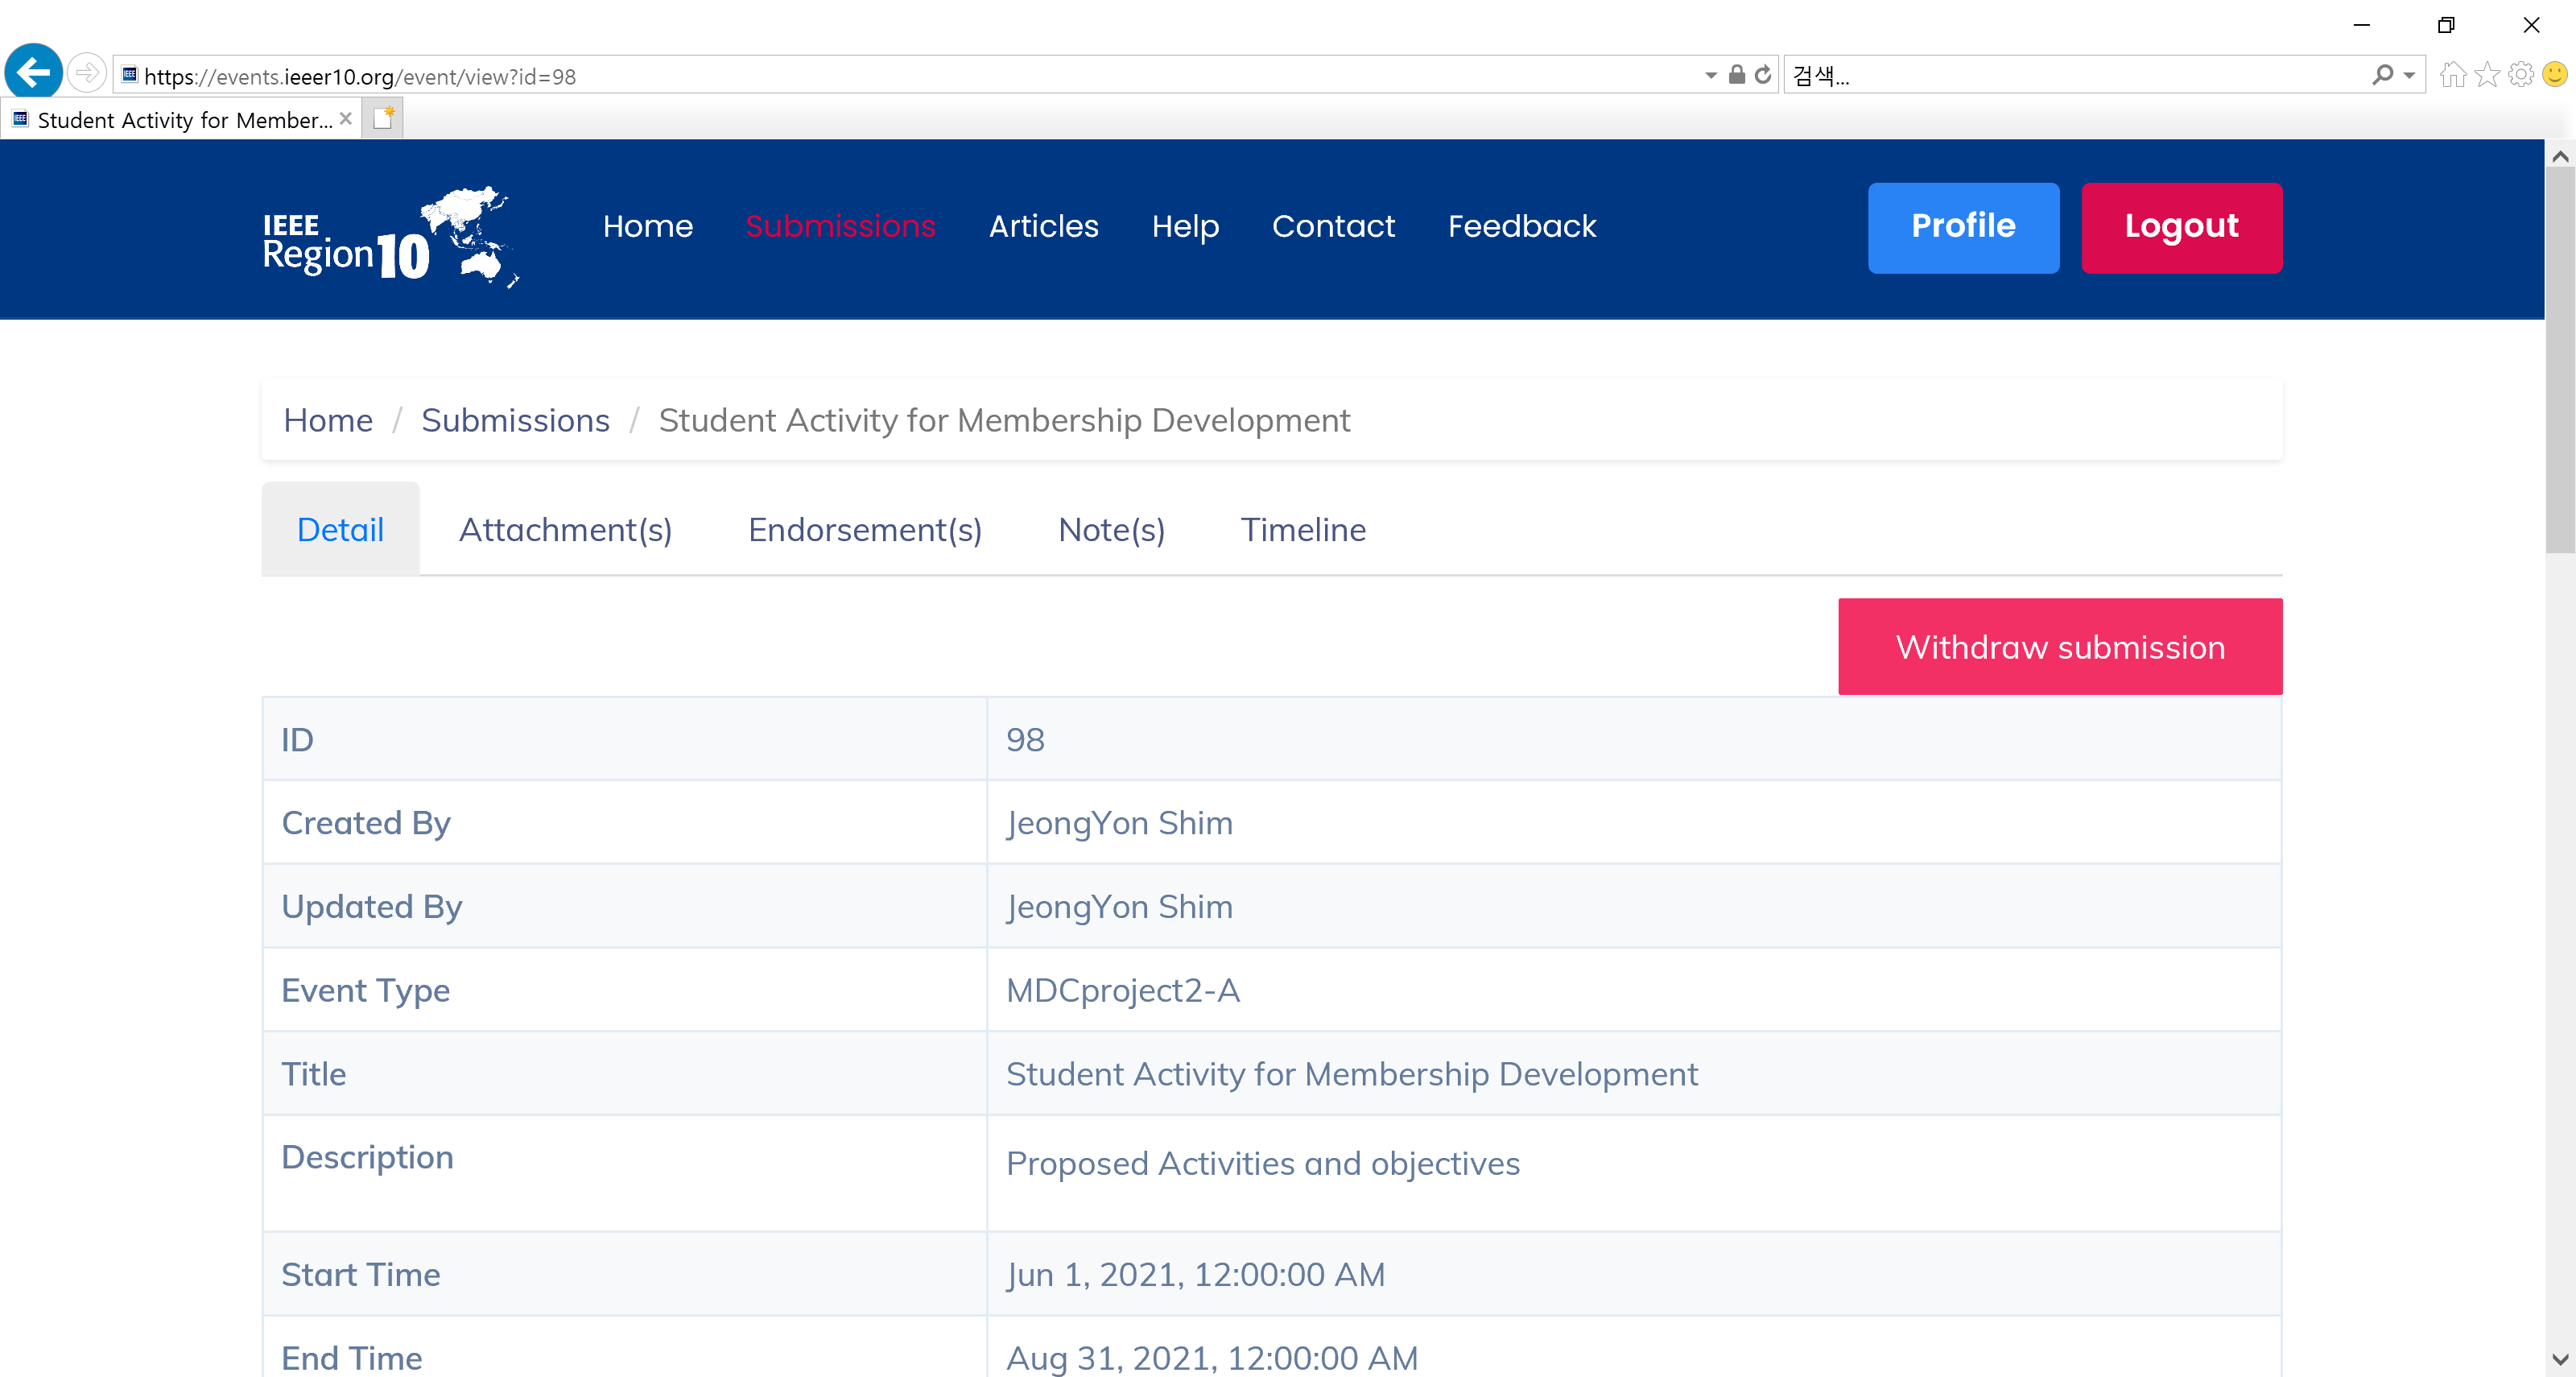 https://events.ieeer10.org/event/view?id=98
검색...
Student Activity for Member...
IEEE
Region 10
Home Submissions Articles Help Contact Feedback Profile Logout
Home / Submissions / Student Activity for Membership Development
Detail Attachment(s) Endorsement(s) Note(s) Timeline
Withdraw submission
ID 98
Created By JeongYon Shim
Updated By JeongYon Shim
Event Type MDCproject2-A
Title Student Activity for Membership Development
Description Proposed Activities and objectives
Start Time Jun 1, 2021, 12:00:00 AM
End Time Aug 31, 2021, 12:00:00 AM